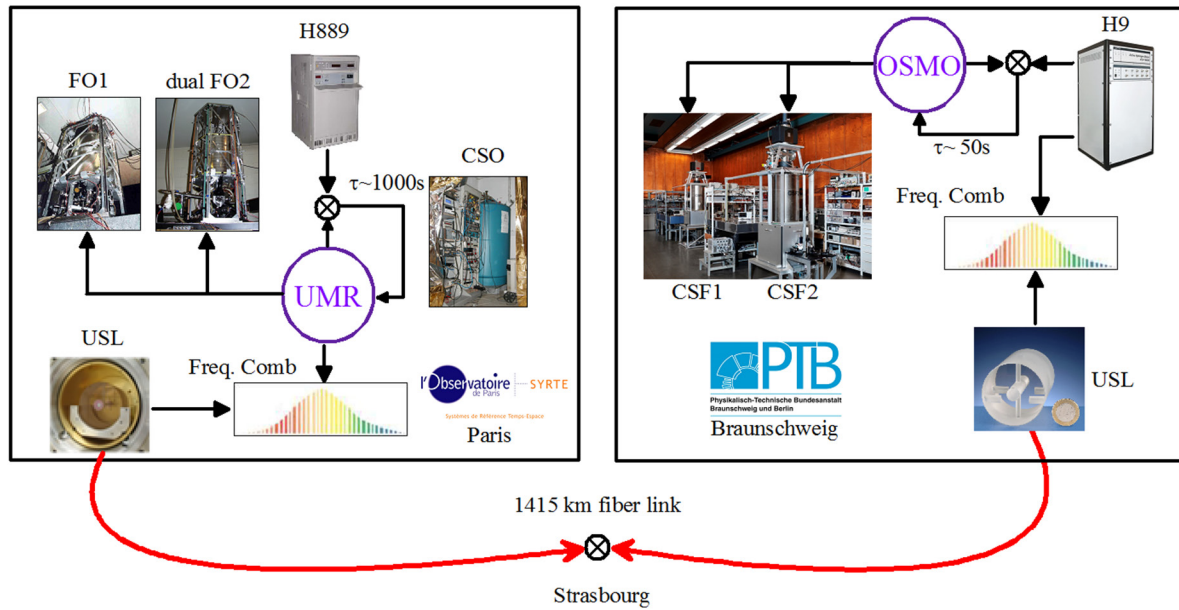 H889
FO1
dual FO2
CSO
τ~1000s
UMR
USL
Freq. Comb
l'Observatoire
de Paris
SYRTE
Systèmes de Référence Temps Espace
Paris
H9
OSMO
τ~ 50s
Freq. Comb
CSF1
CSF2
PTB
Physikalisch-Technische Bundesanstalt
Braunschweig und Berlin
Braunschweig
USL
1415 km fiber link
Strasbourg